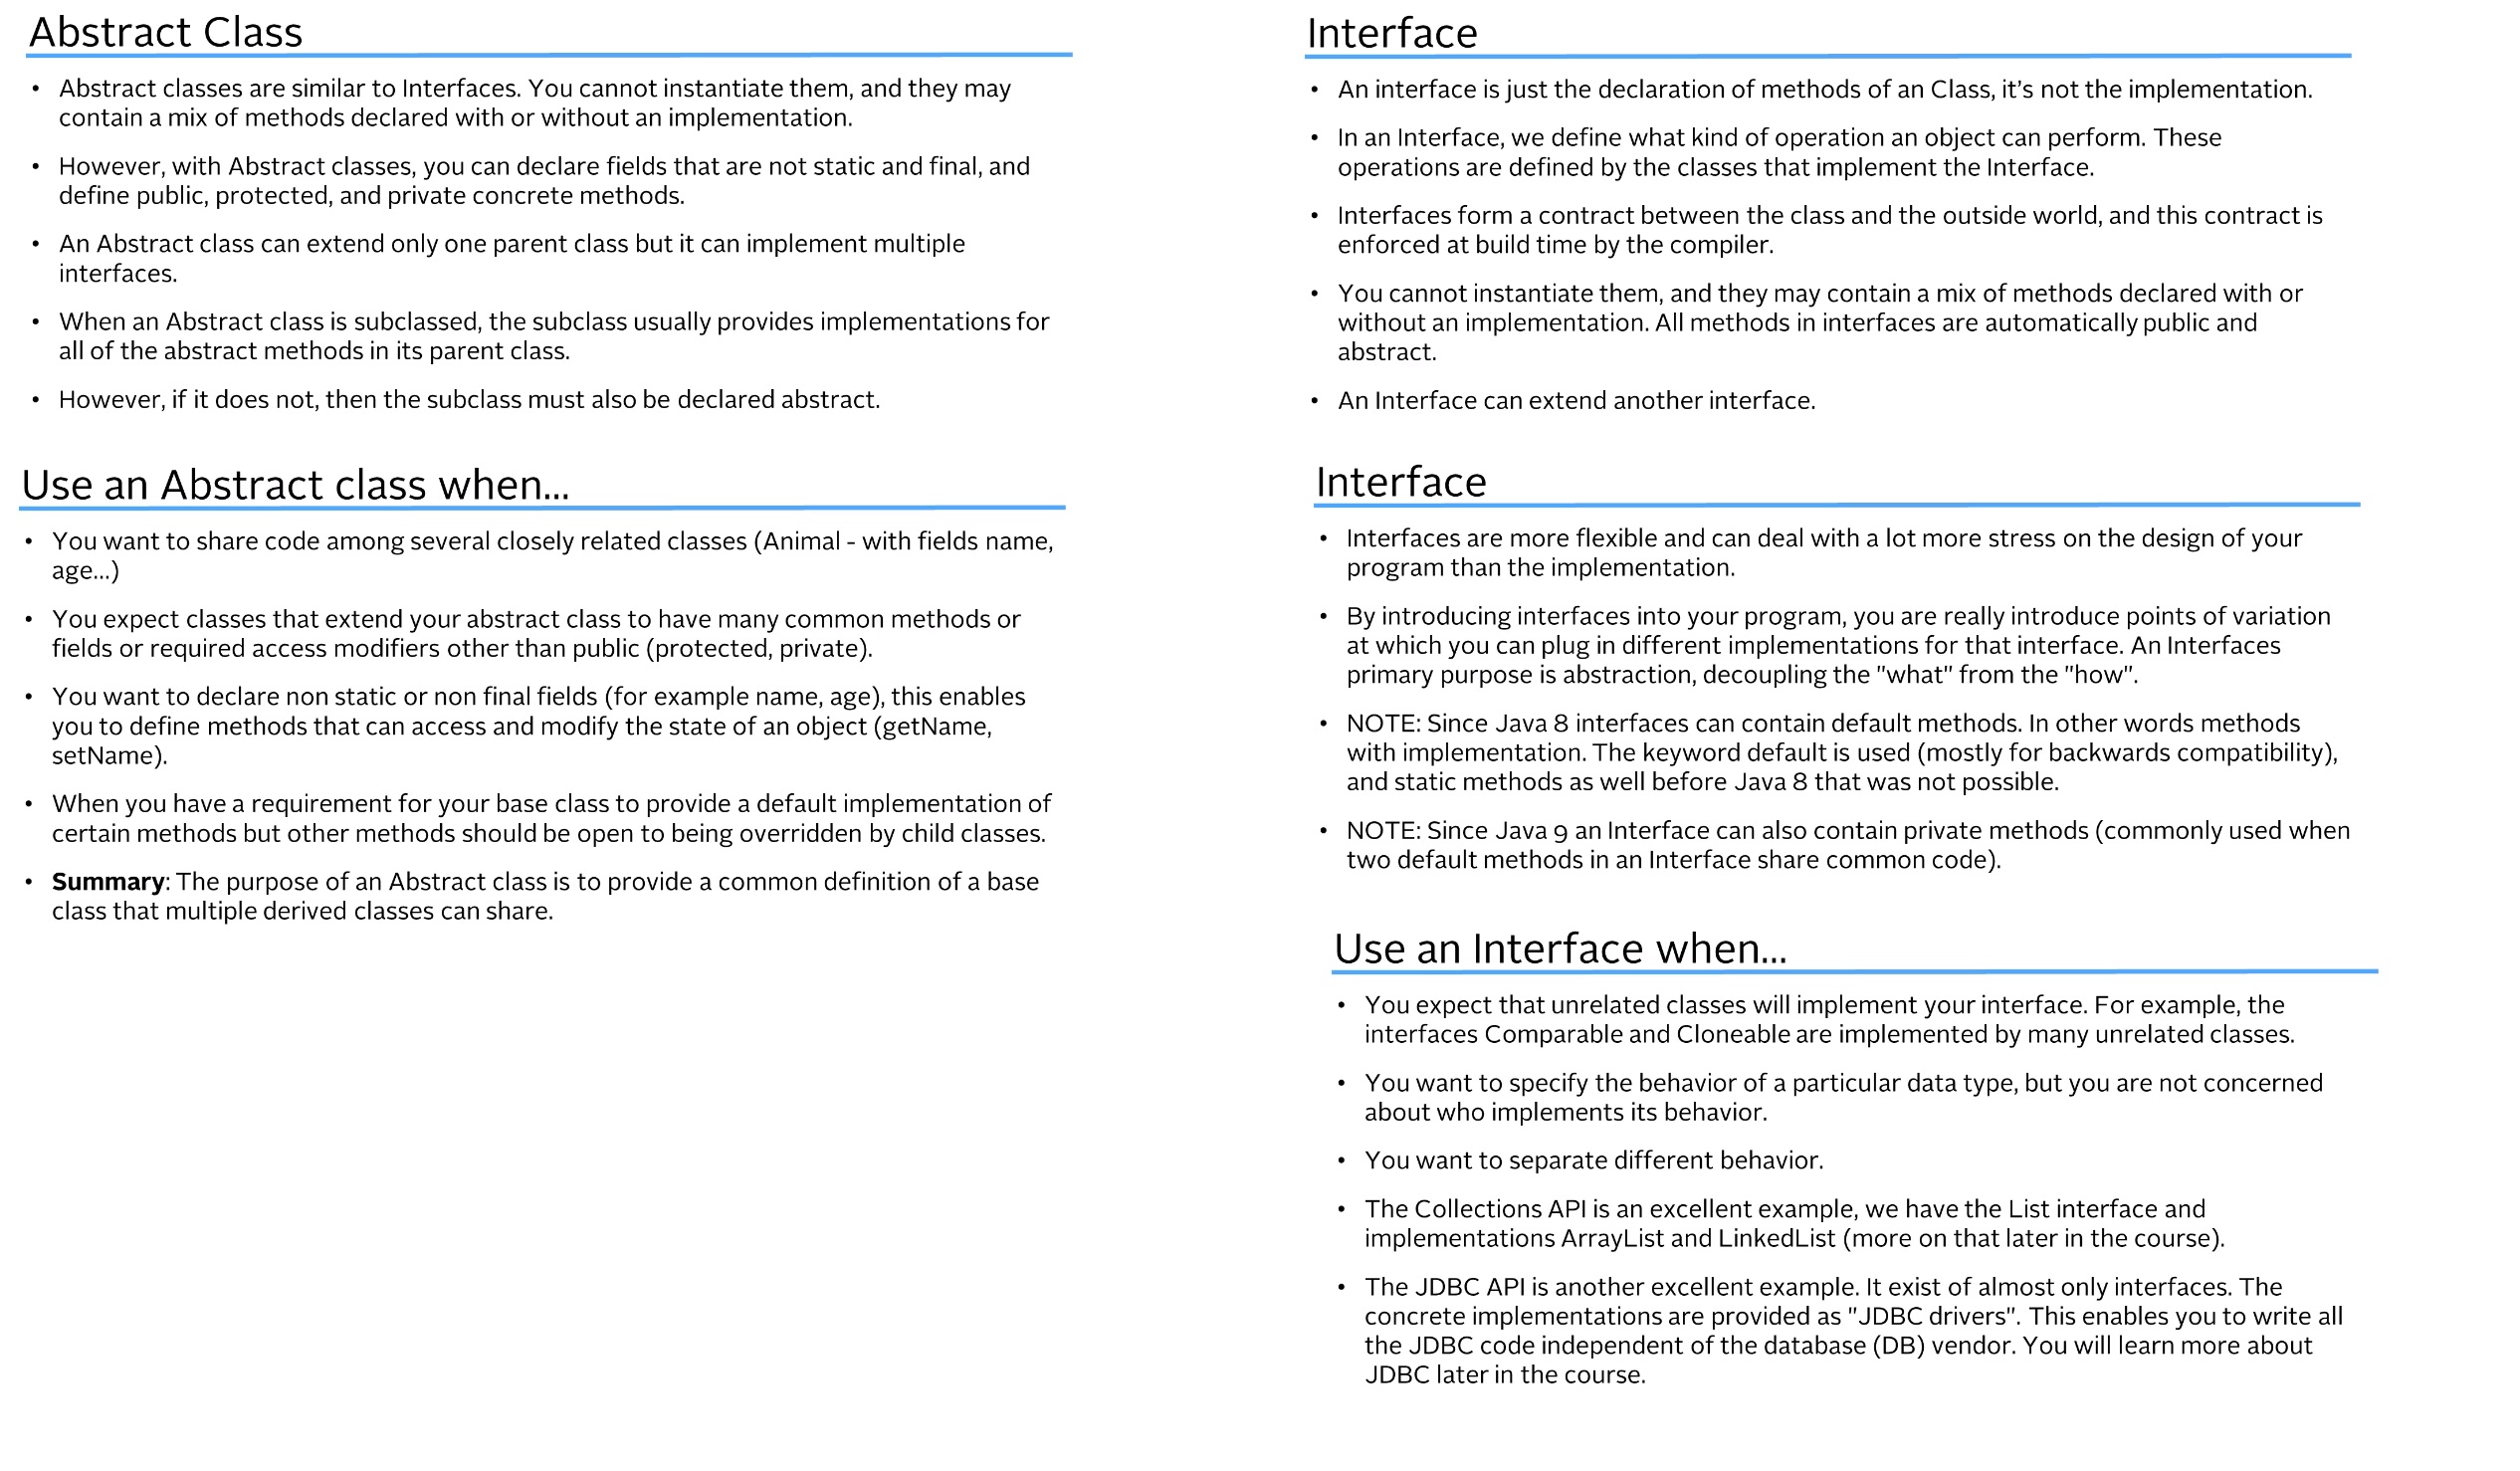 Abstract Class
• Abstract classes are similar to Interfaces. You cannot instantiate them, and they may
contain a mix of methods declared with or without an implementation.
• However, with Abstract classes, you can declare fields that are not static and final, and
define public, protected, and private concrete methods.
• An Abstract class can extend only one parent class but it can implement multiple
interfaces.
• When an Abstract class is subclassed, the subclass usually provides implementations for
all of the abstract methods in its parent class.
• However, if it does not, then the subclass must also be declared abstract.
Use an Abstract class when...
• You want to share code among several closely related classes (Animal - with fields name,
age...)
• You expect classes that extend your abstract class to have many common methods or
fields or required access modifiers other than public (protected, private).
• You want to declare non static or non final fields (for example name, age), this enables
you to define methods that can access and modify the state of an object (getName,
setName).
• When you have a requirement for your base class to provide a default implementation of
certain methods but other methods should be open to being overridden by child classes.
• Summary: The purpose of an Abstract class is to provide a common definition of a base
class that multiple derived classes can share.
Interface
• An interface is just the declaration of methods of an Class, it's not the implementation.
• In an Interface, we define what kind of operation an object can perform. These
operations are defined by the classes that implement the Interface.
• Interfaces form a contract between the class and the outside world, and this contract is
enforced at build time by the compiler.
• You cannot instantiate them, and they may contain a mix of methods declared with or
without an implementation. All methods in interfaces are automatically public and
abstract.
• An Interface can extend another interface.
Interface
• Interfaces are more flexible and can deal with a lot more stress on the design of your
program than the implementation.
• By introducing interfaces into your program, you are really introduce points of variation
at which you can plug in different implementations for that interface. An Interfaces
primary purpose is abstraction, decoupling the "what" from the "how".
• NOTE: Since Java 8 interfaces can contain default methods. In other words methods
with implementation. The keyword default is used (mostly for backwards compatibility),
and static methods as well before Java 8 that was not possible.
• NOTE: Since Java 9 an Interface can also contain private methods (commonly used when
two default methods in an Interface share common code).
Use an Interface when...
• You expect that unrelated classes will implement your interface. For example, the
interfaces Comparable and Cloneable are implemented by many unrelated classes.
• You want to specify the behavior of a particular data type, but you are not concerned
about who implements its behavior.
• You want to separate different behavior.
• The Collections API is an excellent example, we have the List interface and
implementations ArrayList and LinkedList (more on that later in the course).
• The JDBC API is another excellent example. It exist of almost only interfaces. The
concrete implementations are provided as "JDBC drivers". This enables you to write all
the JDBC code independent of the database (DB) vendor. You will learn more about
JDBC later in the course.